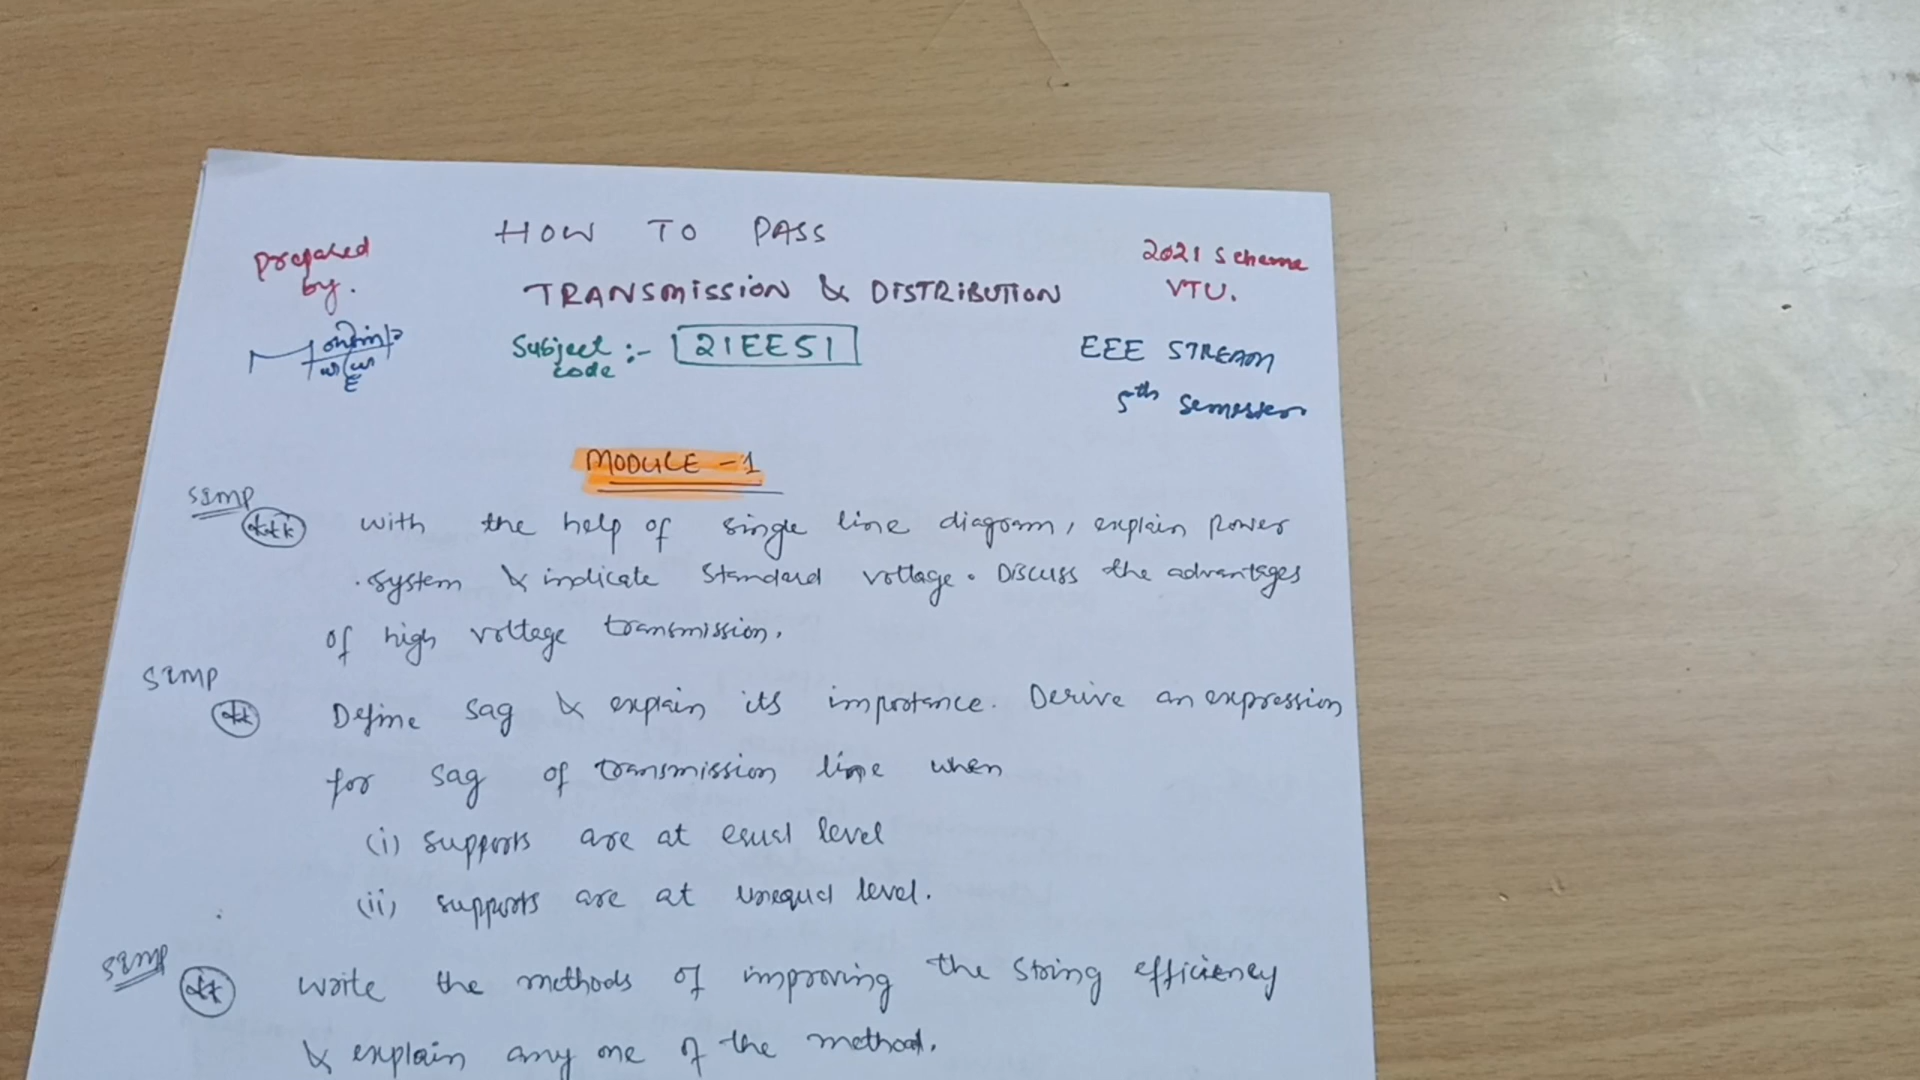 HOW TO PASS
Prepared
by.
2021 Scheme
VTU.
TRANSMISSION & DISTRIBUTION
Subject
code :- 21EE51
EEE STREAM
5th Semester
MODULE -1
SIMP
With the help of single line diagram, explain power
system & indicate standard voltage. Discuss the advantages
of high voltage transmission.
SIMP
Define sag & explain its importance. Derive an expression
for sag of transmission line when
(i) supports are at equal level
(ii) supports are at unequal level.
SIMP
Write the methods of improving the string efficiency
& explain any one of the method.